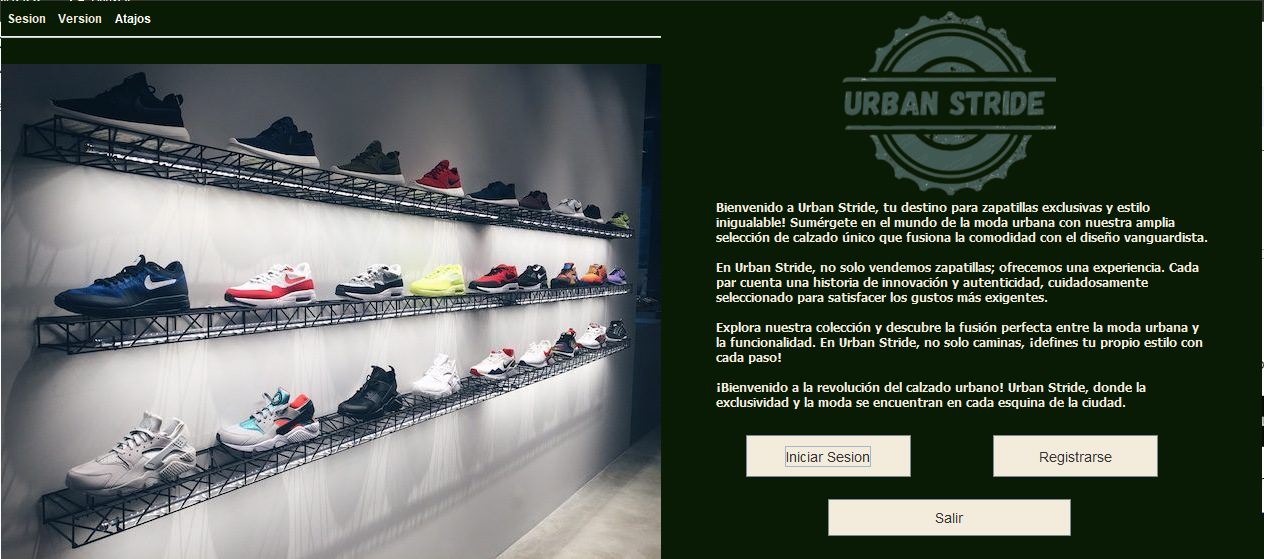 Sesion Version Atajos
URBAN STRIDE
Bienvenido a Urban Stride, tu destino para zapatillas exclusivas y estilo
inigualable! Sumérgete en el mundo de la moda urbana con nuestra amplia
selección de calzado único que fusiona la comodidad con el diseño vanguardista.
En Urban Stride, no solo vendemos zapatillas; ofrecemos una experiencia. Cada
par cuenta una historia de innovación y autenticidad, cuidadosamente
seleccionado para satisfacer los gustos más exigentes.
Explora nuestra colección y descubre la fusión perfecta entre la moda urbana y
la funcionalidad. En Urban Stride, no solo caminas, ¡defines tu propio estilo con
cada paso!
¡Bienvenido a la revolución del calzado urbano! Urban Stride, donde la
exclusividad y la moda se encuentran en cada esquina de la ciudad.
Iniciar Sesion Registrarse
Salir